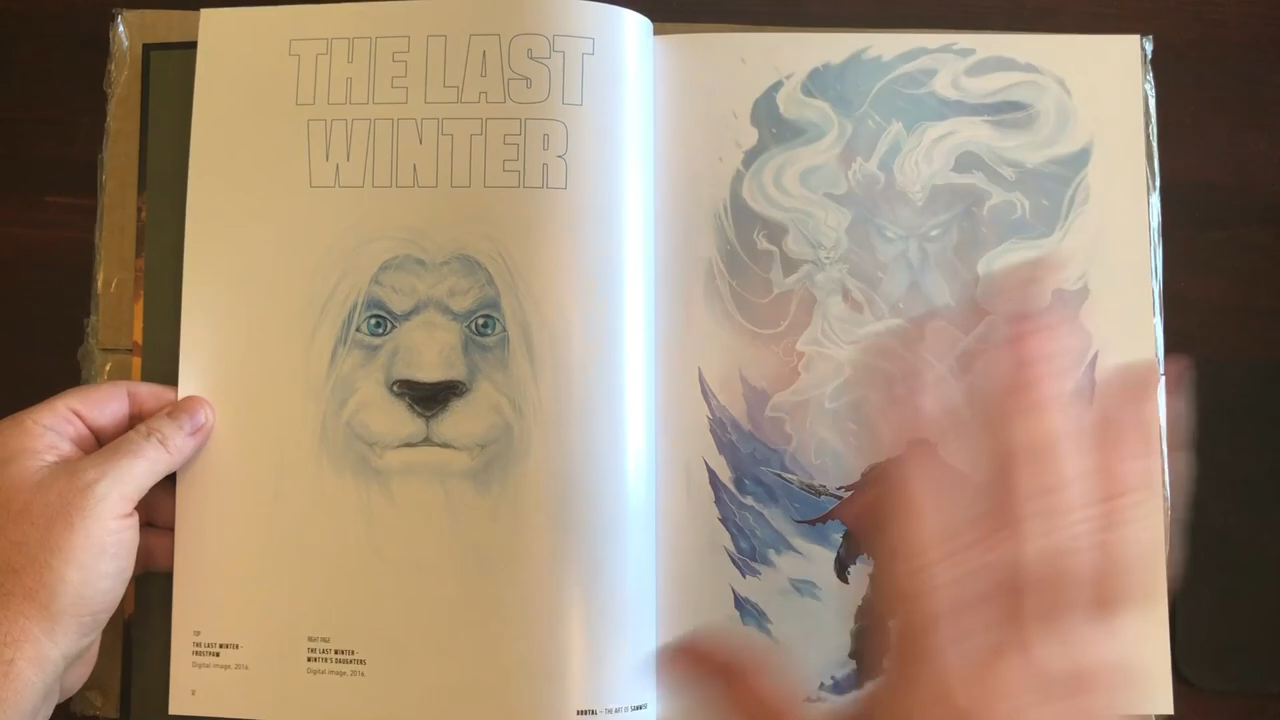 THE LAST
WINTER
TOP
THE LAST WINTER –
FROSTPAW
Digital image, 2016.
RIGHT PAGE
THE LAST WINTER –
WINTYR'S DAUGHTERS
Digital image, 2016.
BRUTAL – THE ART OF SAMWISE